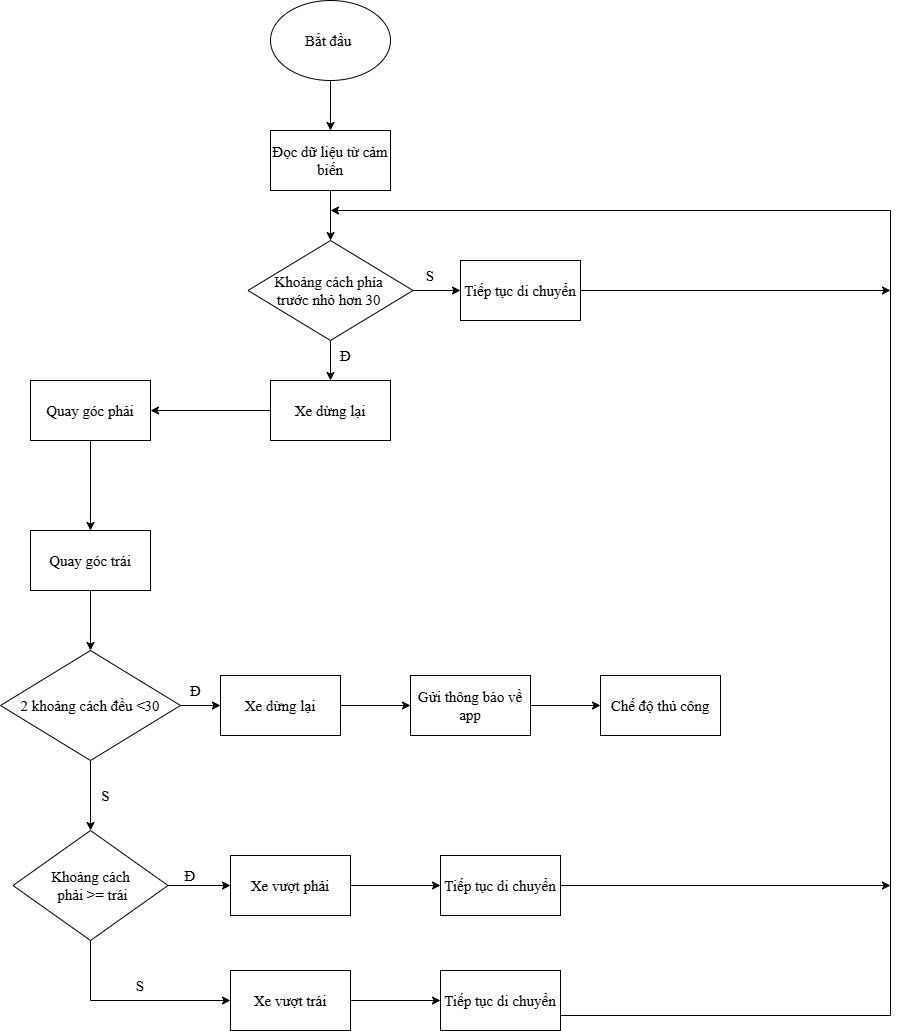 Bắt đầu
Đọc dữ liệu từ cảm
biến
Khoảng cách phía
trước nhỏ hơn 30
S
Tiếp tục di chuyển
Đ
Quay góc phải
Xe dừng lại
Quay góc trái
2 khoảng cách đều <30
Đ
Xe dừng lại
Gửi thông báo về
app
Chế độ thủ công
S
Khoảng cách
phải >= trái
Đ
Xe vượt phải
Tiếp tục di chuyển
S
Xe vượt trái
Tiếp tục di chuyển